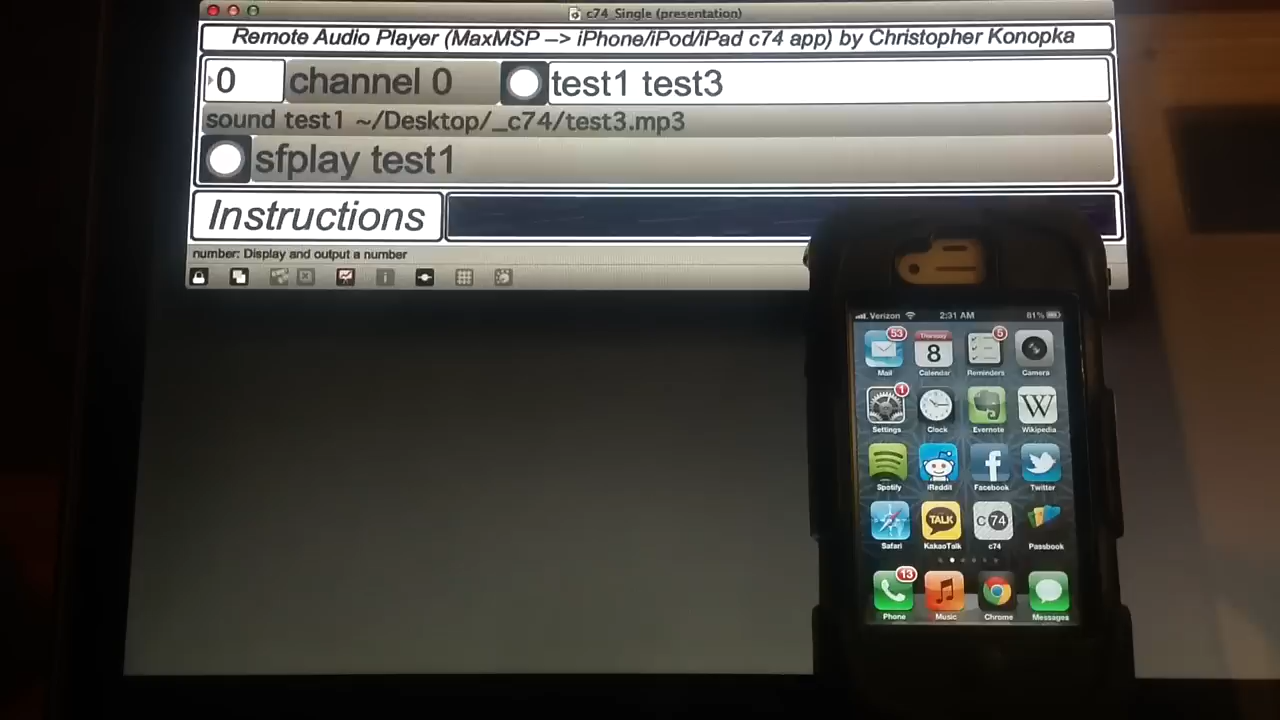 c74_Single (presentation)
Remote Audio Player (MaxMSP –> iPhone/iPod/iPad c74 app) by Christopher Konopka
0 channel 0 test1 test3
sound test1 ~/Desktop/_c74/test3.mp3
sfplay test1
Instructions
number: Display and output a number
Verizon 2:31 AM 81%
53 Thursday 8 5
Mail Calendar Reminders Camera
1 W
Settings Clock Evernote Wikipedia
Spotify iReddit Facebook Twitter
TALK c74
Safari KakaoTalk c74 Passbook
13
Phone Music Chrome Messages